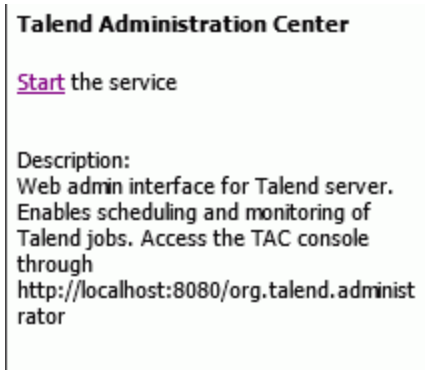 Talend Administration Center
Start the service
Description:
Web admin interface for Talend server.
Enables scheduling and monitoring of
Talend jobs. Access the TAC console
through
http://localhost:8080/org.talend.administ
rator